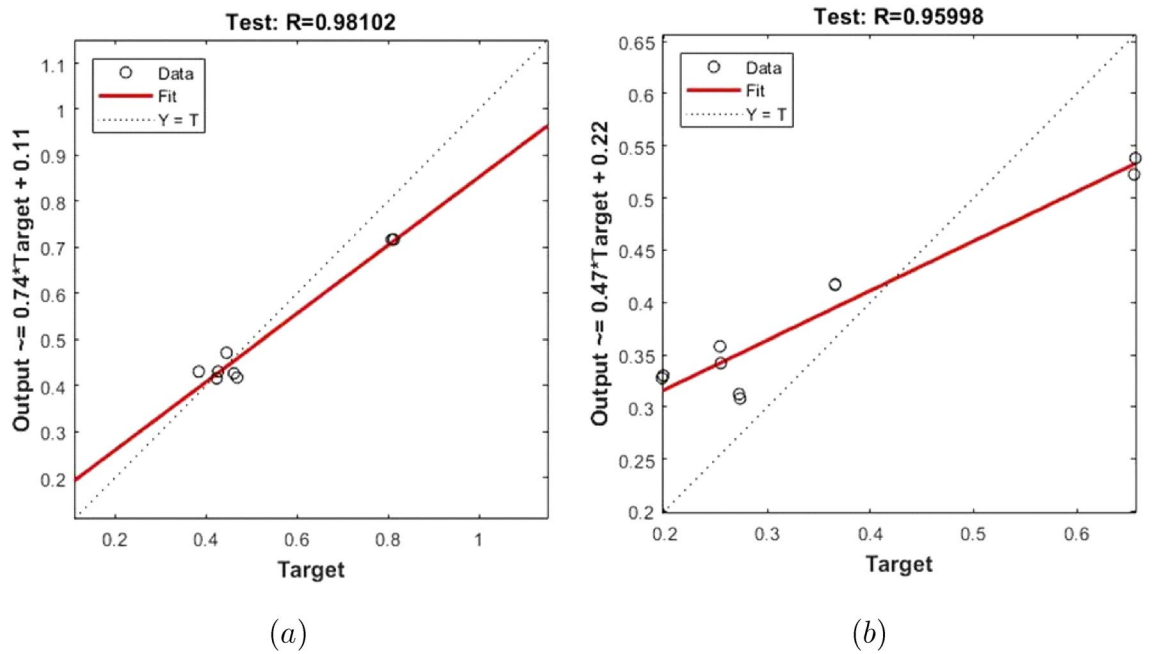 Test: R=0.98102
Output ~= 0.74*Target + 0.11
1.1
1
0.9
0.8
0.7
0.6
0.5
0.4
0.3
0.2
Data
Fit
Y = T
0.2 0.4 0.6 0.8 1
Target
(a)
Test: R=0.95998
Output ~= 0.47*Target + 0.22
0.65
0.6
0.55
0.5
0.45
0.4
0.35
0.3
0.25
0.2
Data
Fit
Y = T
0.2 0.3 0.4 0.5 0.6
Target
(b)